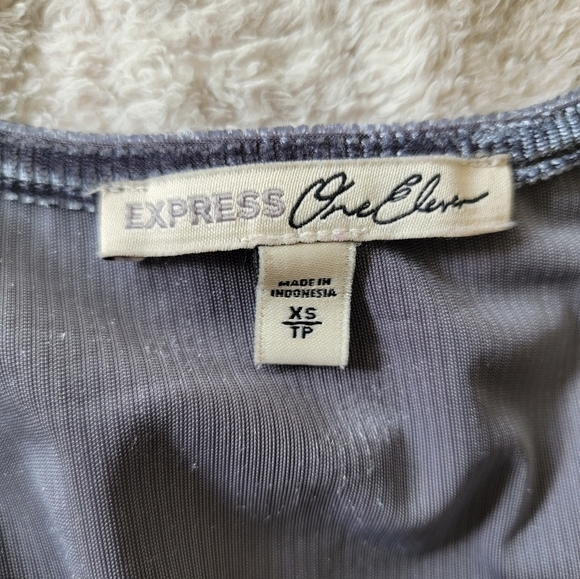 EXPRESS One Eleven
MADE IN
INDONESIA
XS
TP